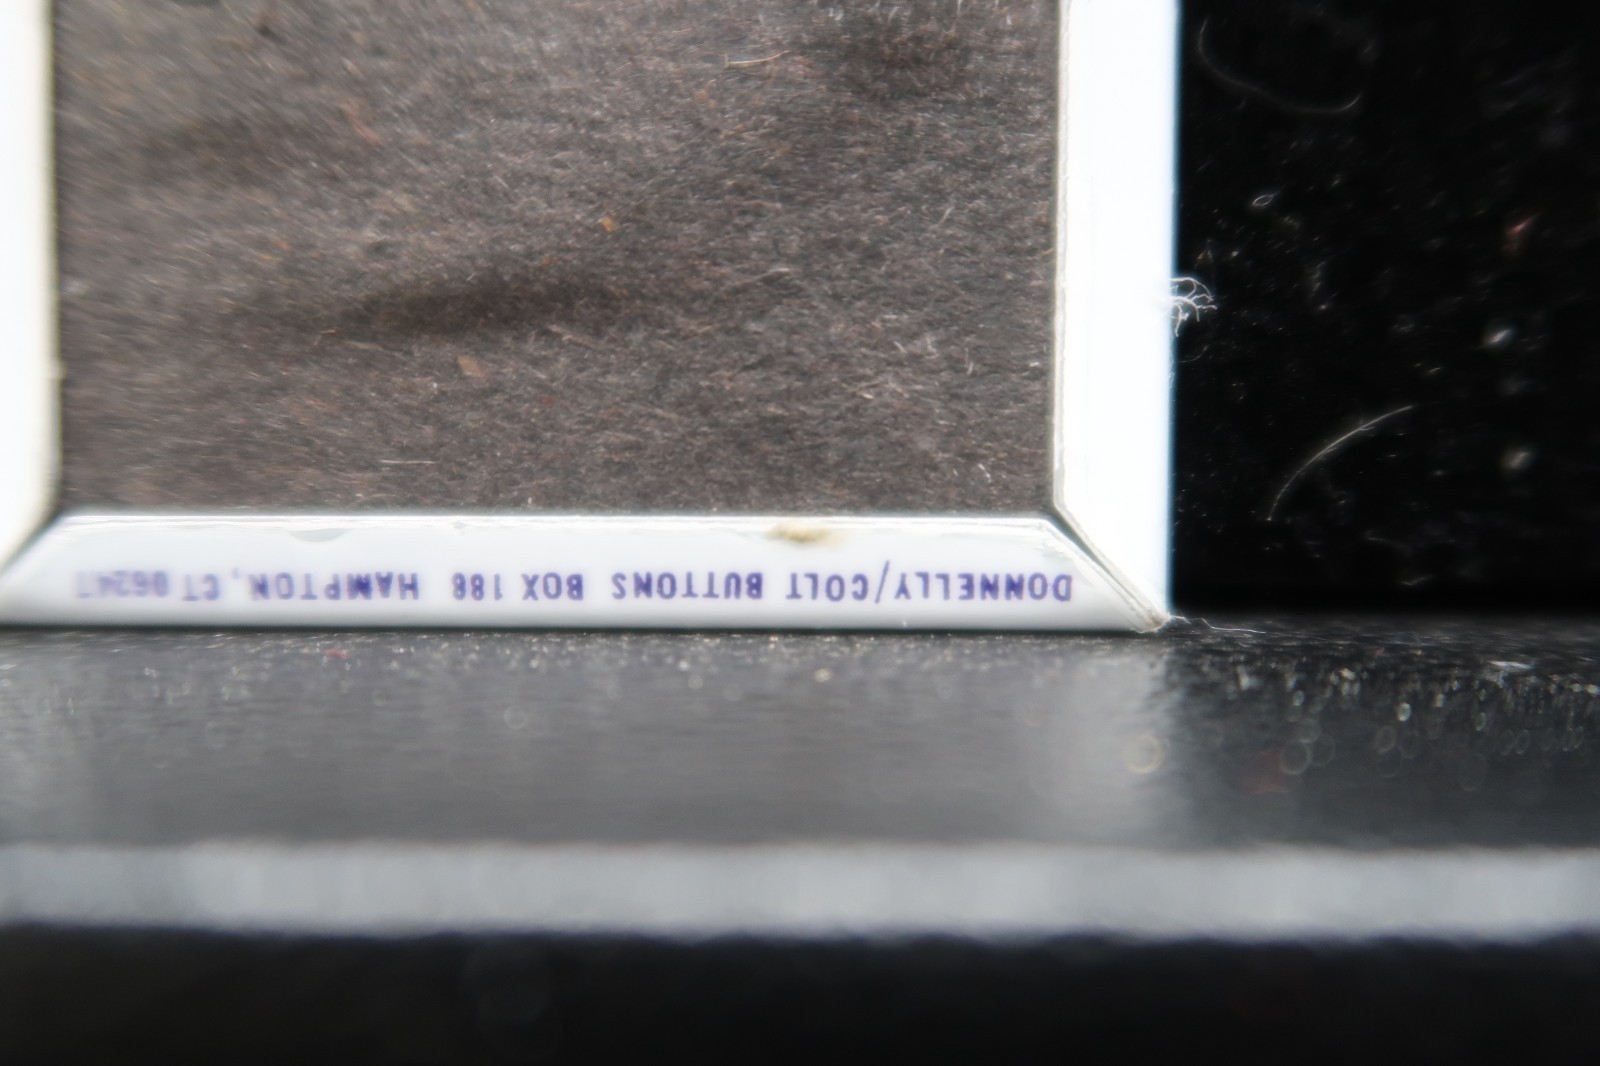 DONNELLY/COLT BUTTONS BOX 188 HAMPTON, CT 06247